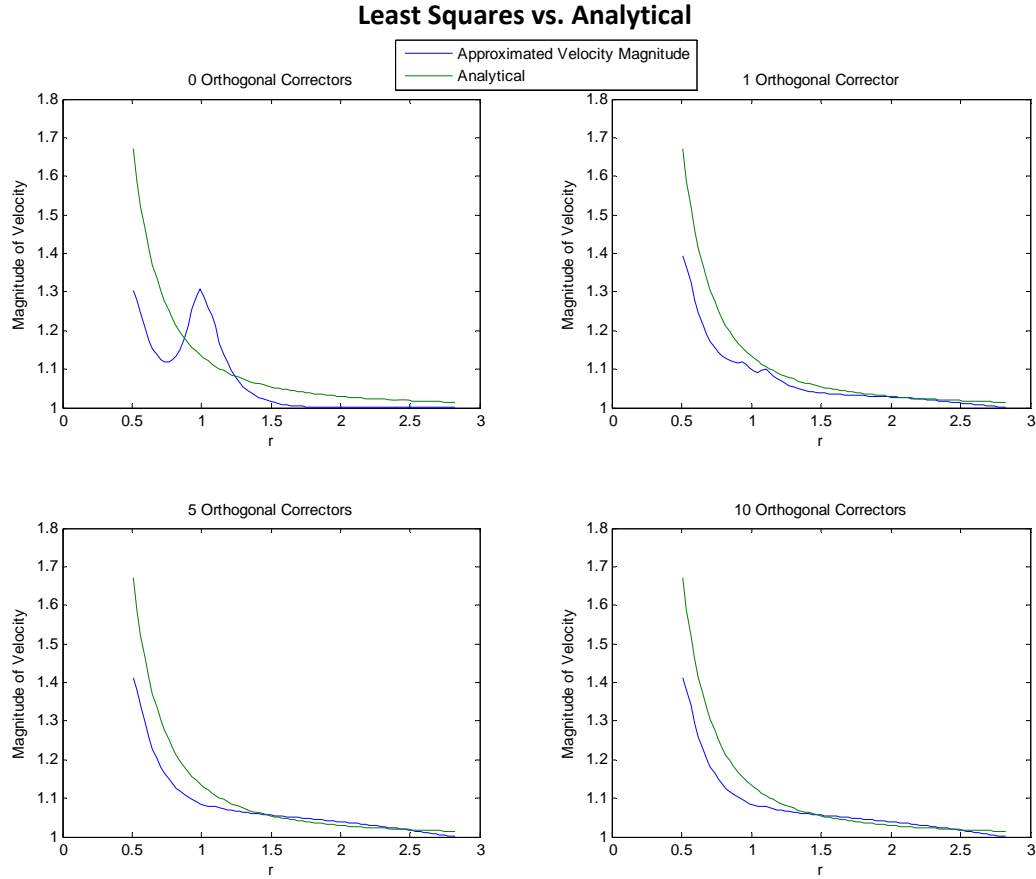 Least Squares vs. Analytical
Approximated Velocity Magnitude
Analytical
0 Orthogonal Correctors
1.8
1.7
1.6
1.5
1.4
1.3
1.2
1.1
1
Magnitude of Velocity
0 0.5 1 1.5 2 2.5 3
r
1 Orthogonal Corrector
1.8
1.7
1.6
1.5
1.4
1.3
1.2
1.1
1
Magnitude of Velocity
0 0.5 1 1.5 2 2.5 3
r
5 Orthogonal Correctors
1.8
1.7
1.6
1.5
1.4
1.3
1.2
1.1
1
Magnitude of Velocity
0 0.5 1 1.5 2 2.5 3
r
10 Orthogonal Correctors
1.8
1.7
1.6
1.5
1.4
1.3
1.2
1.1
1
Magnitude of Velocity
0 0.5 1 1.5 2 2.5 3
r